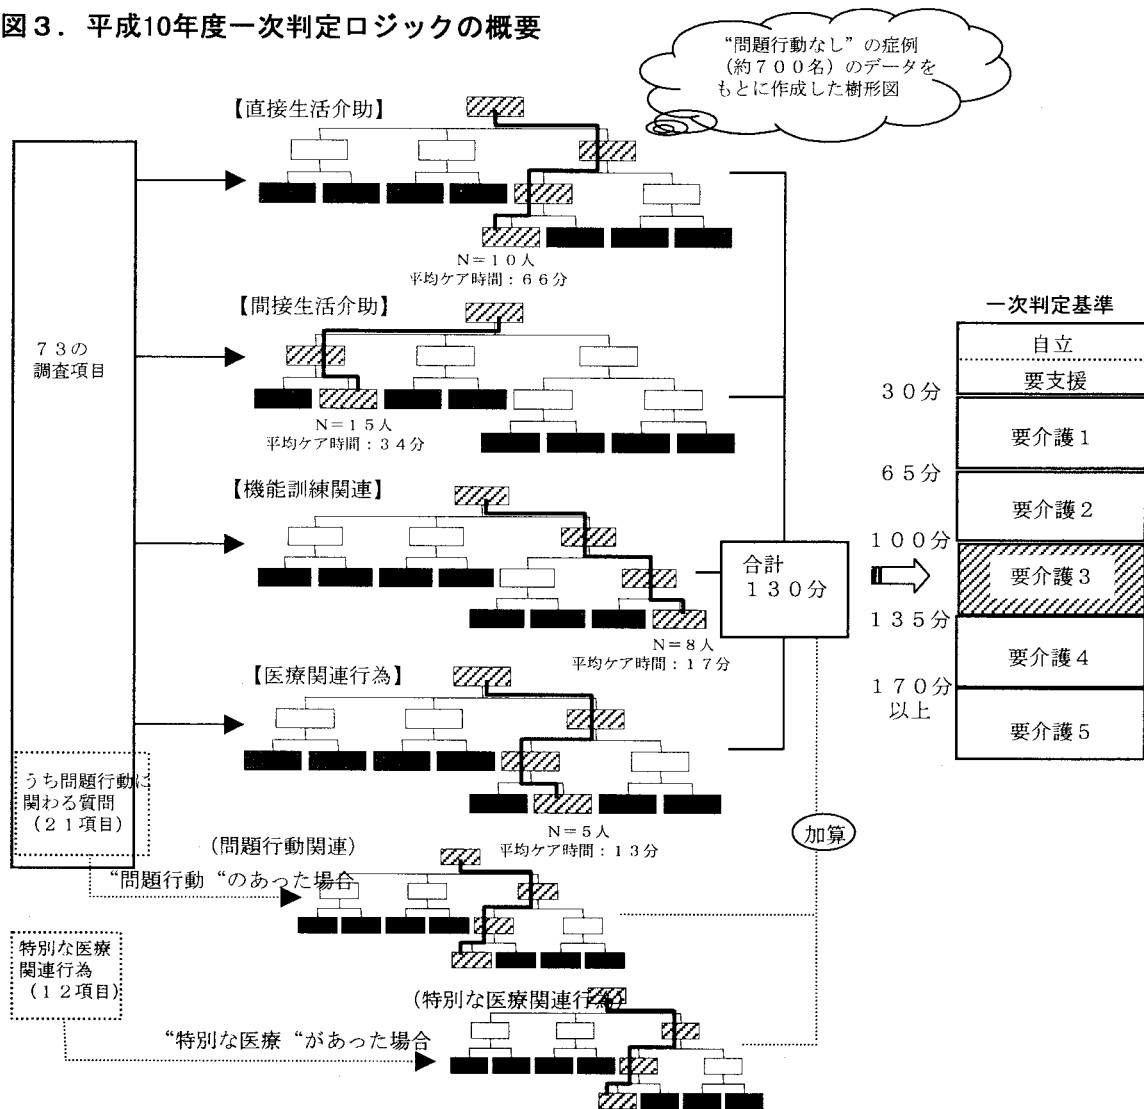 図３．平成10年度一次判定ロジックの概要
“問題行動なし”の症例
（約７００名）のデータを
もとに作成した樹形図
【直接生活介助】
N＝１０人
平均ケア時間：６６分
７３の
調査項目
【間接生活介助】
N＝１５人
平均ケア時間：３４分
【機能訓練関連】
N＝８人
平均ケア時間：１７分
【医療関連行為】
N＝５人
平均ケア時間：１３分
合計
１３０分
一次判定基準
自立
要支援
３０分
要介護１
６５分
要介護２
１００分
要介護３
１３５分
要介護４
１７０分
以上
要介護５
うち問題行動に
関わる質問
（２１項目）
（問題行動関連）
“問題行動“のあった場合
加算
特別な医療
関連行為
（１２項目）
（特別な医療関連行為）
“特別な医療“があった場合